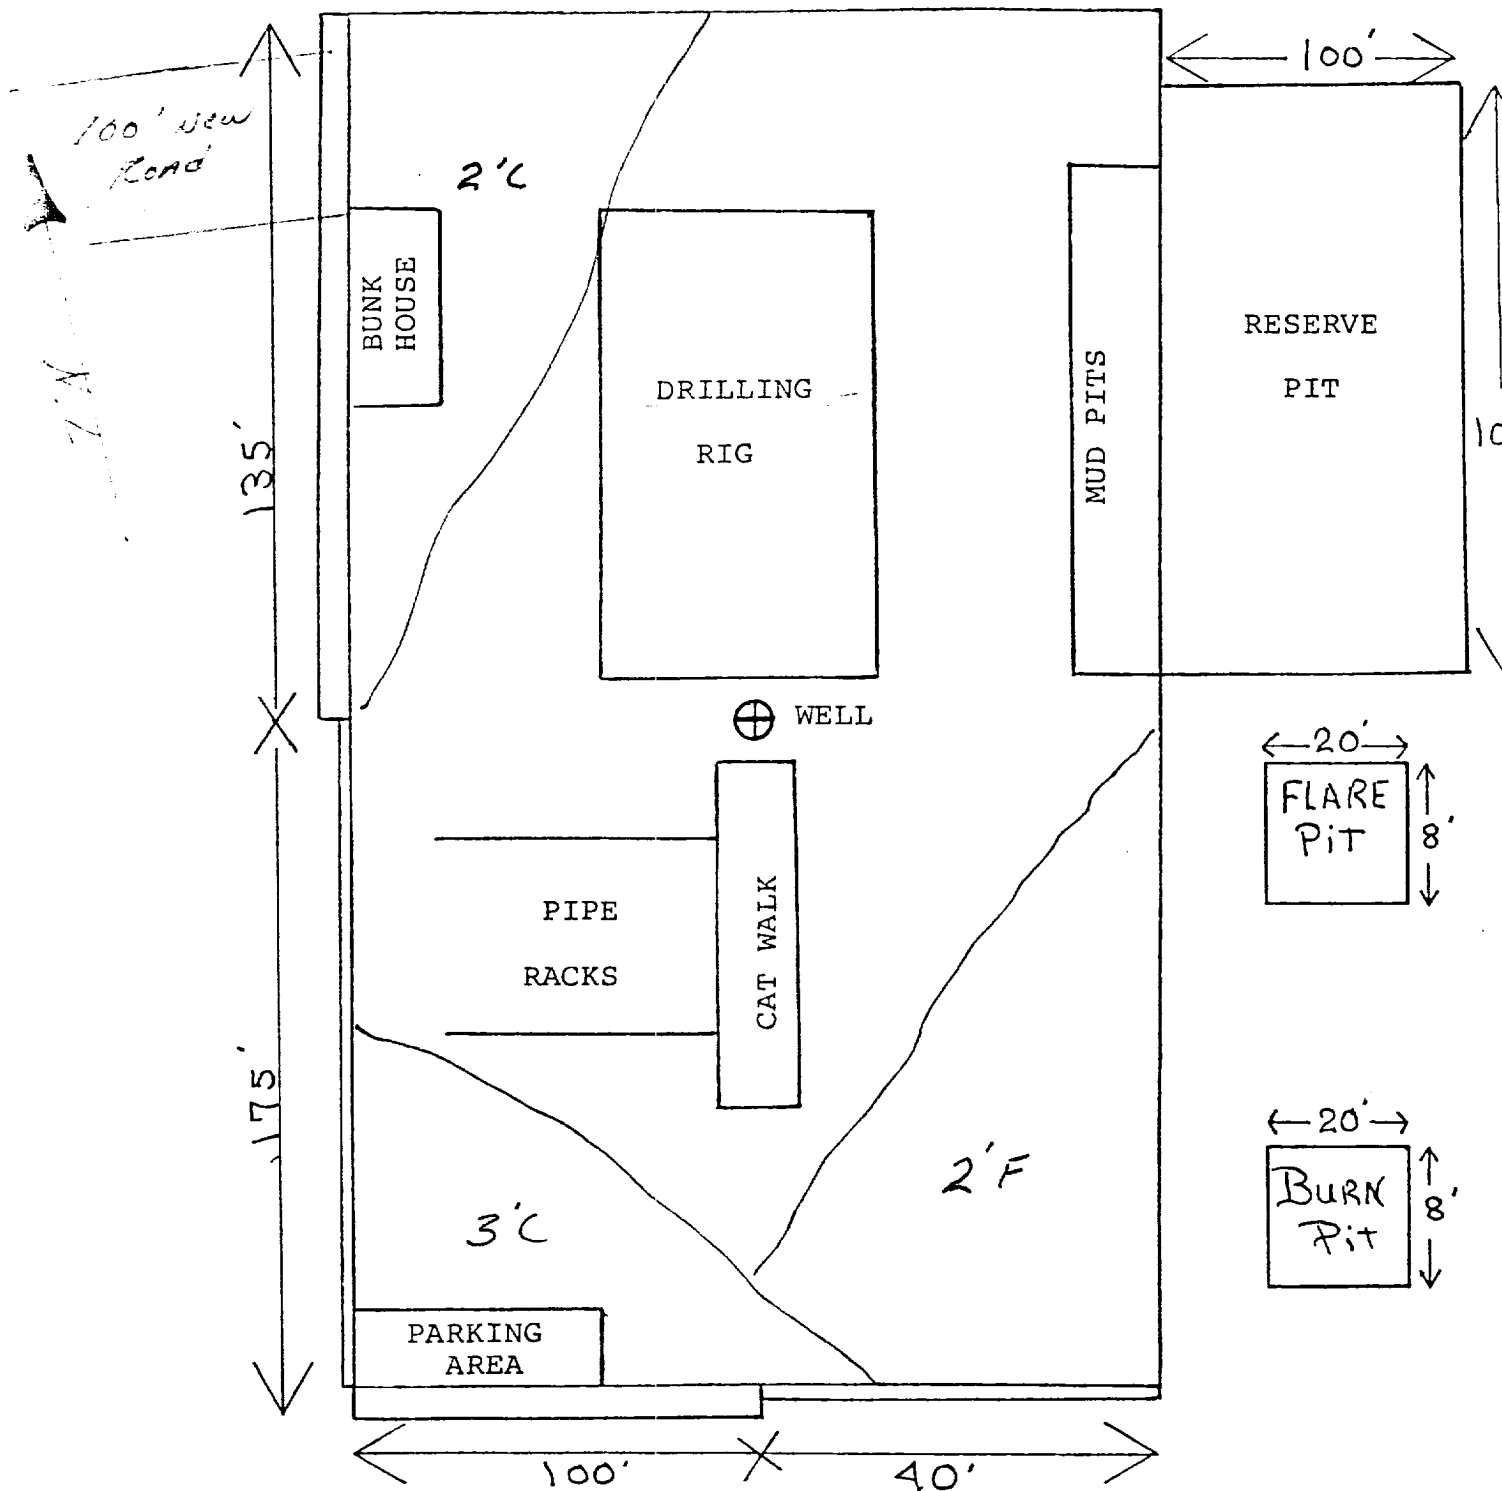 100'
100' New
Road
2'C
BUNK
HOUSE
DRILLING
RIG
MUD PITS
RESERVE
PIT
135'
10
WELL
20'
FLARE
PiT
8'
PIPE
RACKS
CAT WALK
175'
20'
BURN
Pit
8'
2'F
3'C
PARKING
AREA
100'
40'